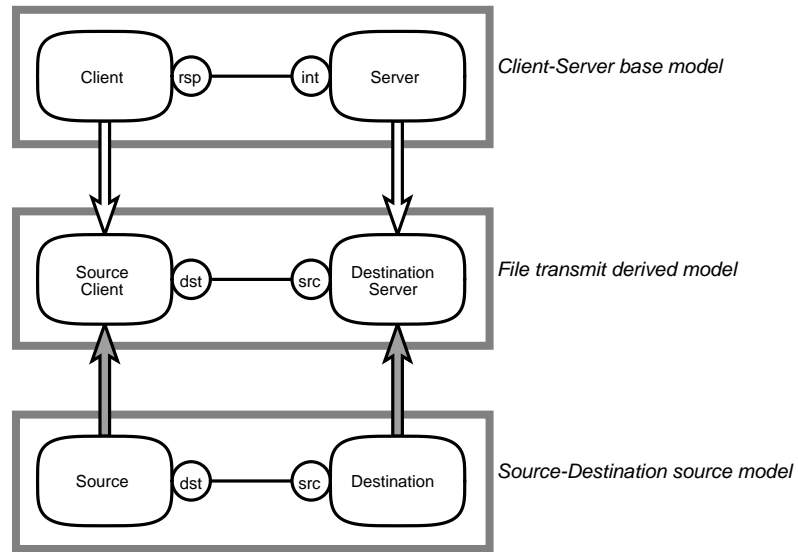 Client
rsp
int
Server
Client-Server base model
Source
Client
dst
src
Destination
Server
File transmit derived model
Source
dst
src
Destination
Source-Destination source model